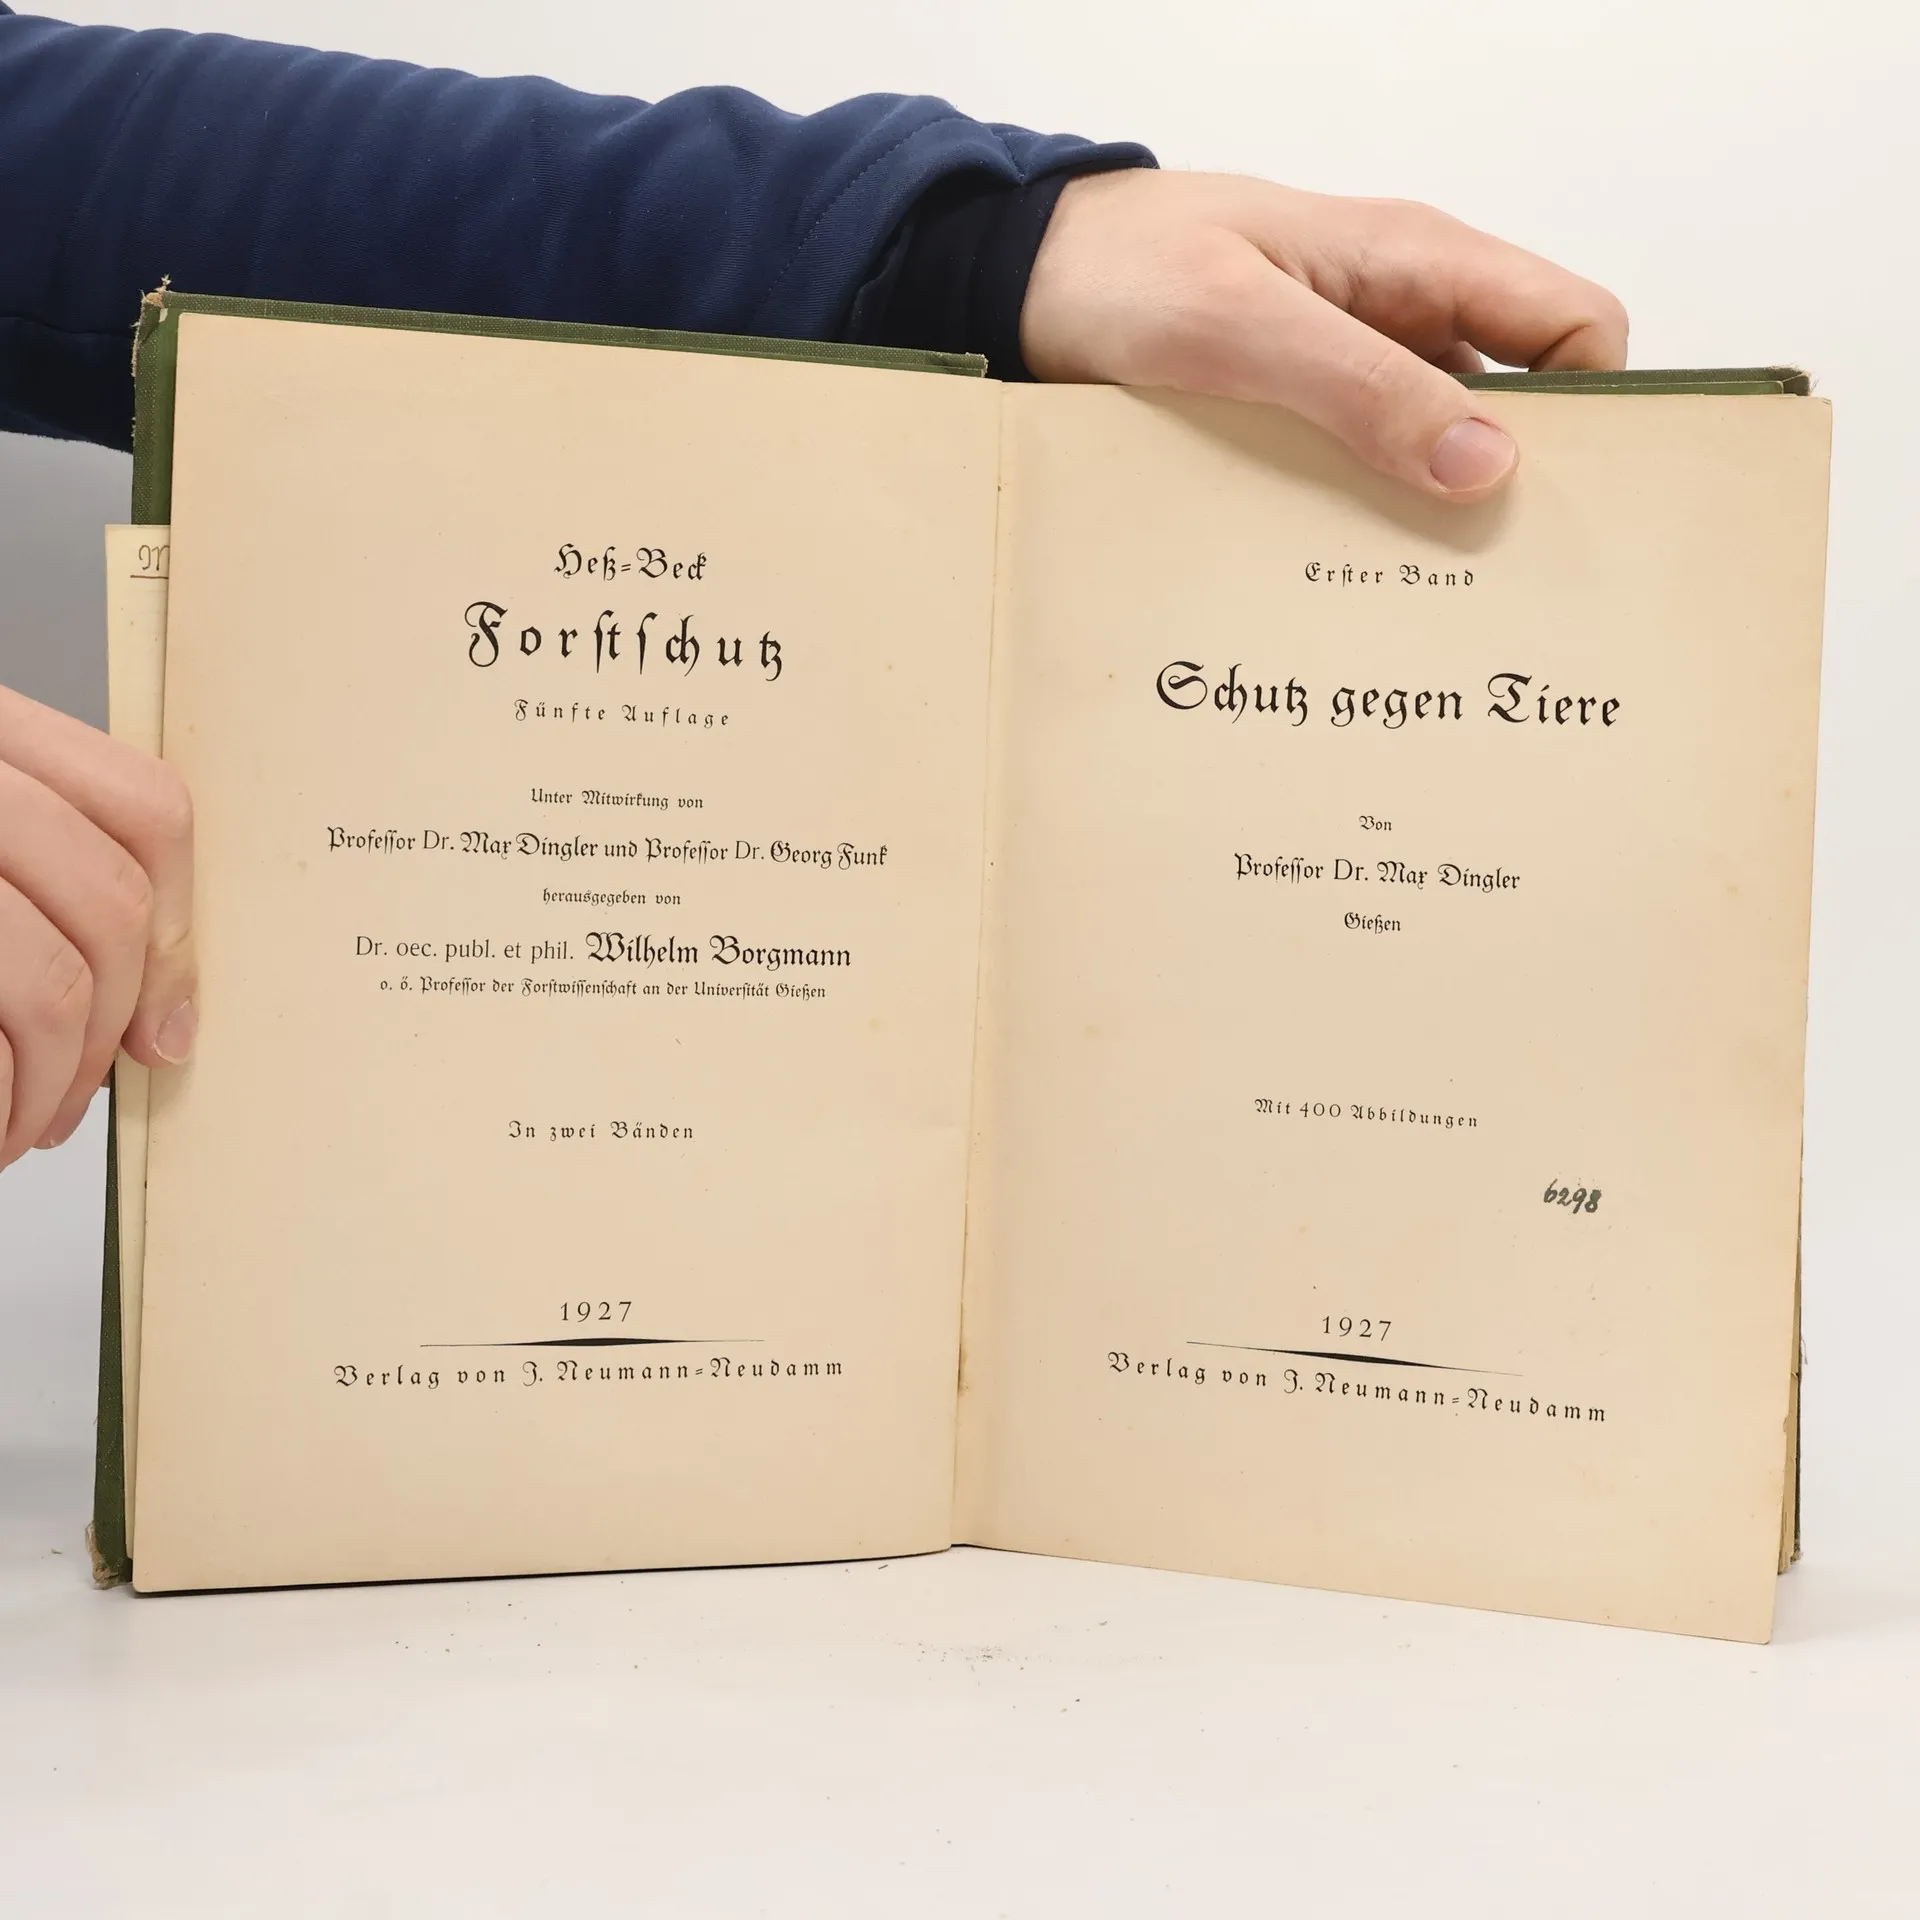 Heß-Beck
Forstschutz
Fünfte Auflage
Unter Mitwirkung von
Professor Dr. Max Dingler und Professor Dr. Georg Funk
herausgegeben von
Dr. oec. publ. et phil. Wilhelm Borgmann
o. ö. Professor der Forstwissenschaft an der Universität Gießen
In zwei Bänden
1927
Verlag von J. Neumann-Neudamm
Erster Band
Schutz gegen Tiere
Von
Professor Dr. Max Dingler
Gießen
Mit 400 Abbildungen
6298
1927
Verlag von J. Neumann-Neudamm